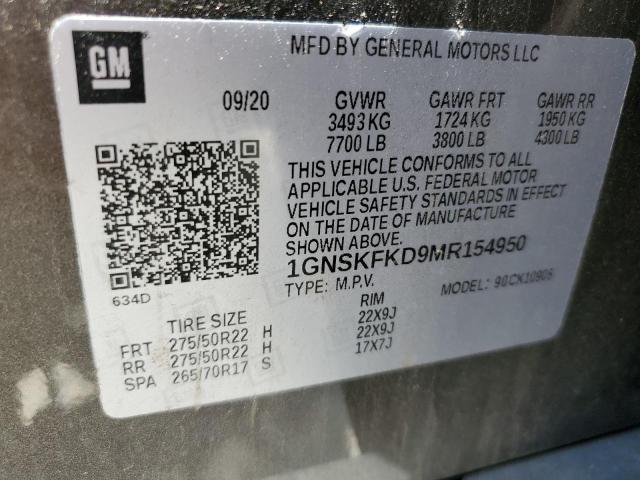 GM
MFD BY GENERAL MOTORS LLC
09/20 GVWR GAWR FRT GAWR RR
3493 KG 1724 KG 1950 KG
7700 LB 3800 LB 4300 LB
THIS VEHICLE CONFORMS TO ALL
APPLICABLE U.S. FEDERAL MOTOR
VEHICLE SAFETY STANDARDS IN EFFECT
ON THE DATE OF MANUFACTURE
SHOWN ABOVE.
1GNSKFKD9MR154950
634D
TYPE: M.P.V. MODEL: 98CK10906
TIRE SIZE RIM
FRT 275/50R22 H 22X9J
RR 275/50R22 H 22X9J
SPA 265/70R17 S 17X7J